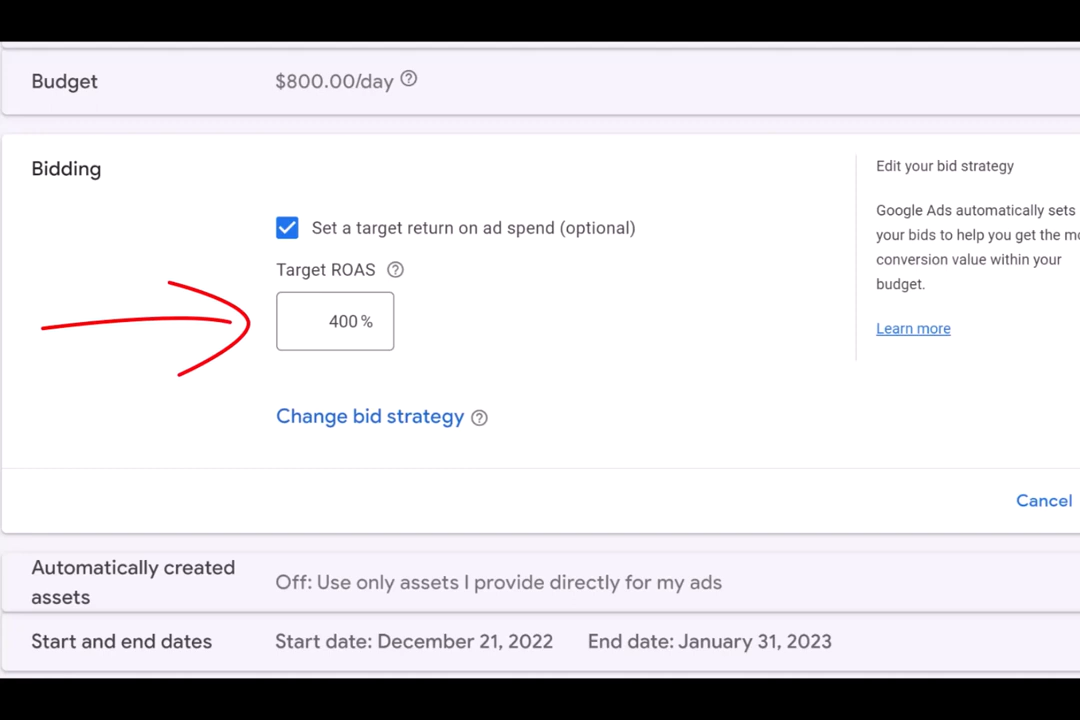 Budget
$800.00/day
Bidding
Edit your bid strategy
Set a target return on ad spend (optional)
Google Ads automatically sets
your bids to help you get the
Target ROAS
conversion value within your
budget.
400%
Learn more
Change bid strategy
Cancel
Automatically created
assets
Off: Use only assets I provide directly for my ads
Start and end dates
Start date: December 21, 2022
End date: January 31, 2023